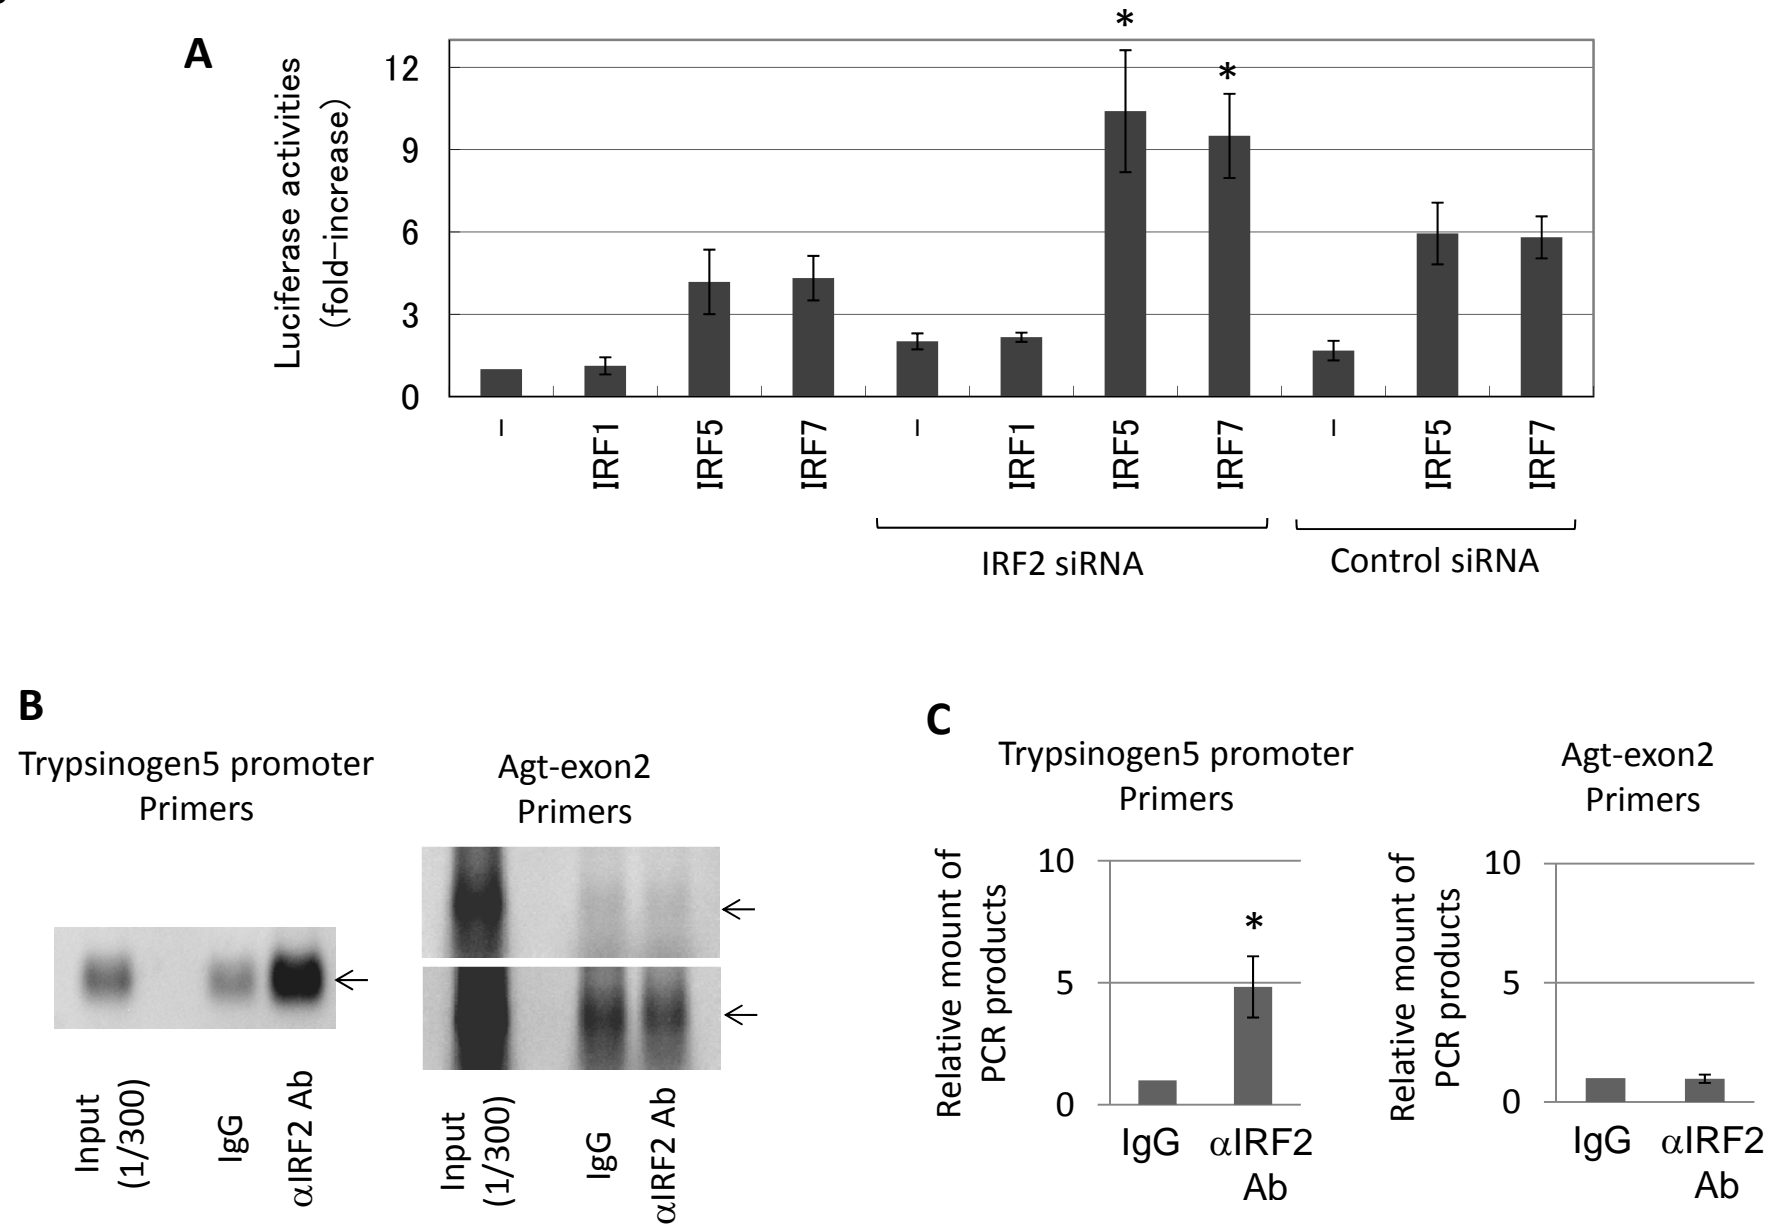 A
*
*
Luciferase activities
(fold-increase)
12
9
6
3
0
–
IRF1
IRF5
IRF7
–
IRF1
IRF5
IRF7
–
IRF5
IRF7
IRF2 siRNA
Control siRNA
B
Trypsinogen5 promoter
Primers
Agt-exon2
Primers
Input
(1/300)
IgG
αIRF2 Ab
Input
(1/300)
IgG
αIRF2 Ab
C
Trypsinogen5 promoter
Primers
Relative mount of
PCR products
10
5
0
*
IgG
αIRF2
Ab
Agt-exon2
Primers
Relative mount of
PCR products
10
5
0
IgG
αIRF2
Ab